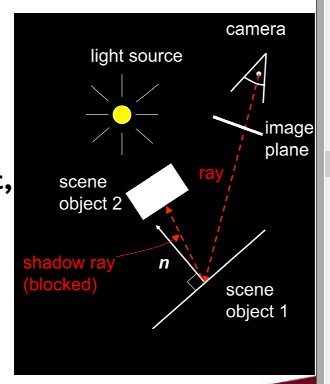 camera
light source
image
plane
ray
scene
object 2
shadow ray
(blocked)
n
scene
object 1